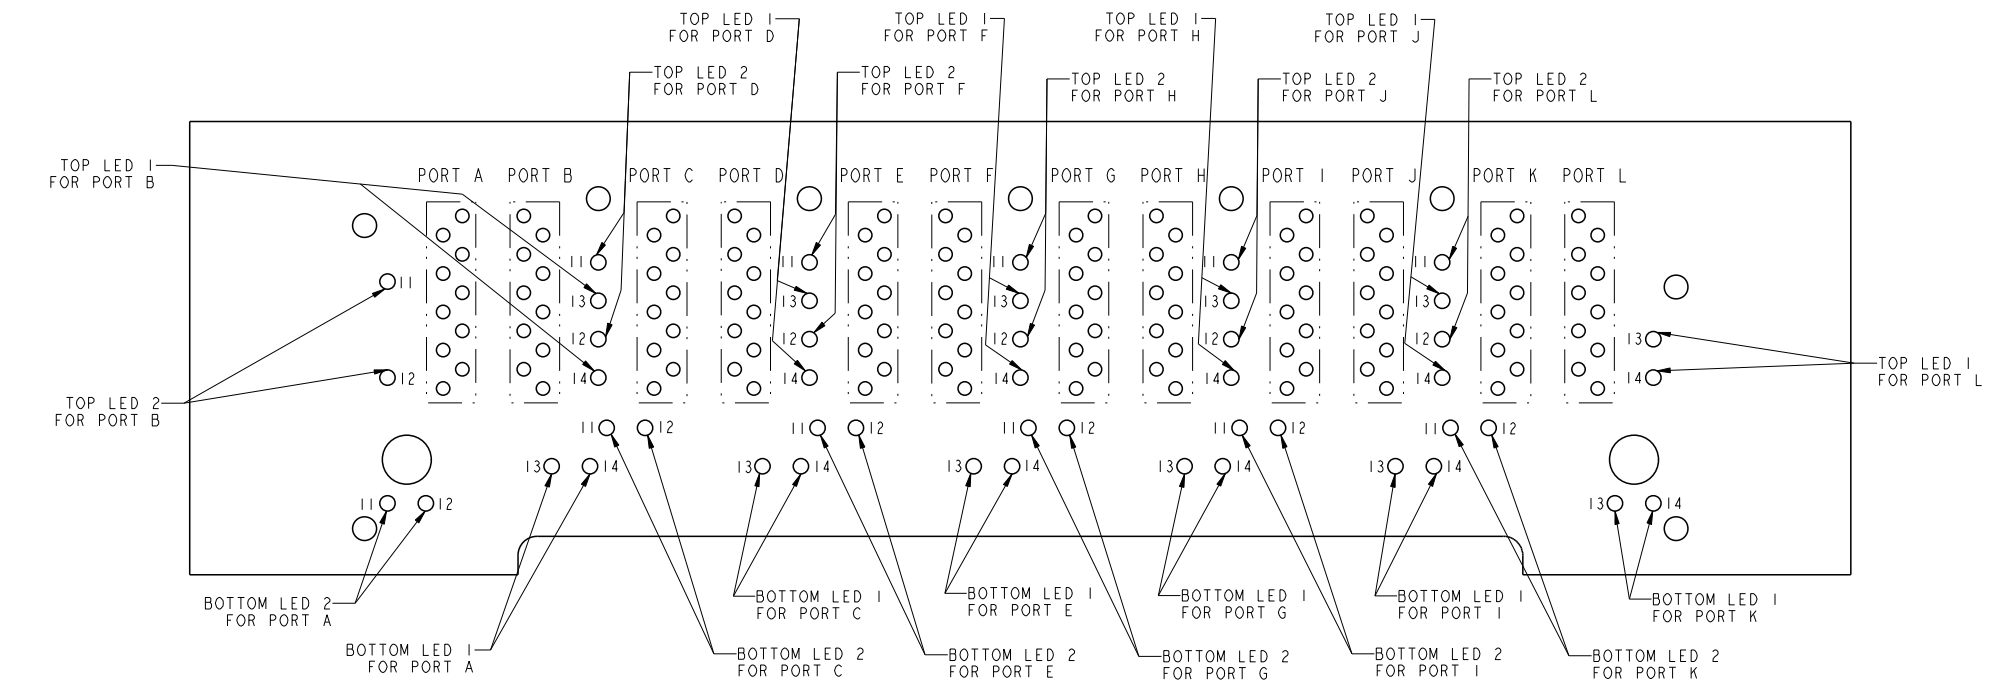 TOP LED 1
FOR PORT D
TOP LED 1
FOR PORT F
TOP LED 1
FOR PORT H
TOP LED 1
FOR PORT J
TOP LED 2
FOR PORT D
TOP LED 2
FOR PORT F
TOP LED 2
FOR PORT H
TOP LED 2
FOR PORT J
TOP LED 2
FOR PORT L
TOP LED 1
FOR PORT B
PORT A PORT B PORT C PORT D PORT E PORT F PORT G PORT H PORT I PORT J PORT K PORT L
11 11 11 11 11
11
13 13 13 13 13
12 12 12 12 12 13
12 14 14 14 14 14 14
TOP LED 1
FOR PORT L
TOP LED 2
FOR PORT B
11 12 11 12 11 12 11 12 11 12
13 14 13 14 13 14 13 14 13 14
11 12 13 14
BOTTOM LED 2
FOR PORT A
BOTTOM LED 1
FOR PORT C
BOTTOM LED 1
FOR PORT E
BOTTOM LED 1
FOR PORT G
BOTTOM LED 1
FOR PORT I
BOTTOM LED 1
FOR PORT K
BOTTOM LED 1
FOR PORT A
BOTTOM LED 2
FOR PORT C
BOTTOM LED 2
FOR PORT E
BOTTOM LED 2
FOR PORT G
BOTTOM LED 2
FOR PORT I
BOTTOM LED 2
FOR PORT K